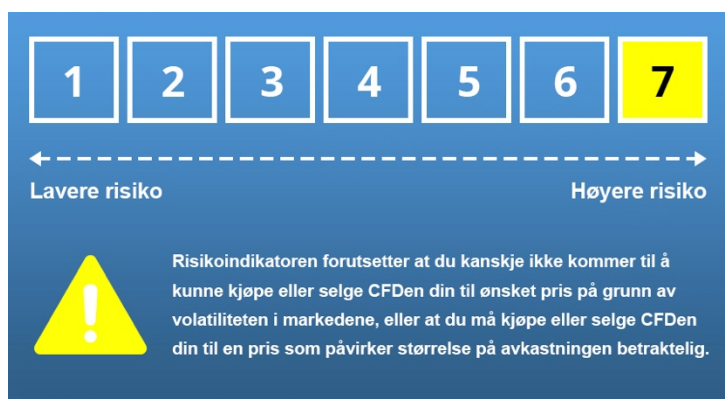 1 2 3 4 5 6 7
Lavere risiko Høyere risiko
Risikoindikatoren forutsetter at du kanskje ikke kommer til å
kunne kjøpe eller selge CFDen din til ønsket pris på grunn av
volatiliteten i markedene, eller at du må kjøpe eller selge CFDen
din til en pris som påvirker størrelse på avkastningen betraktelig.